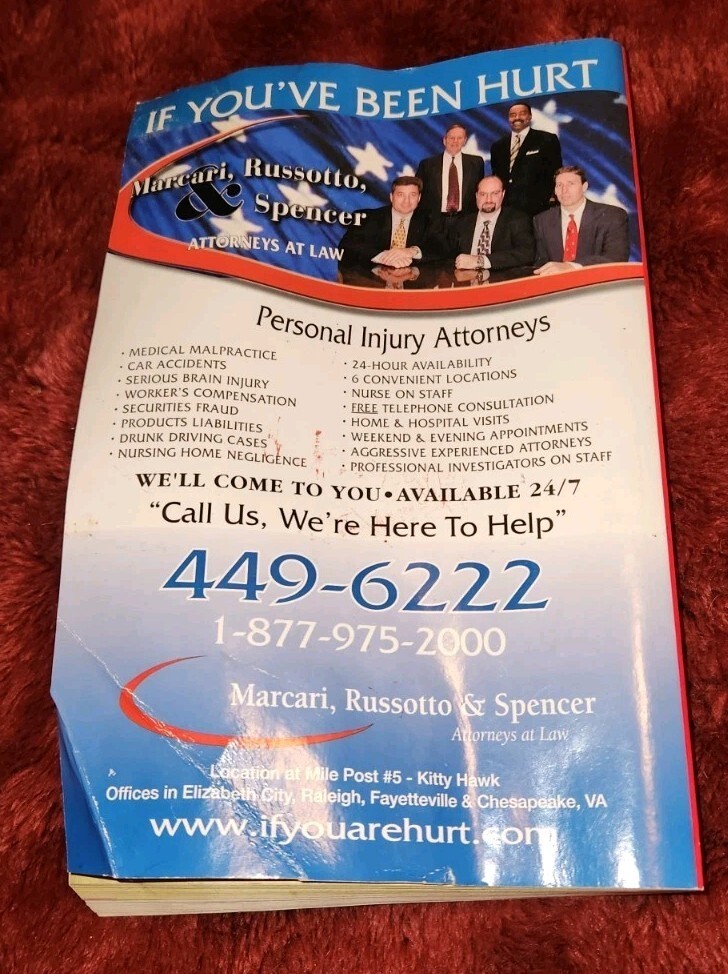 IF YOU'VE BEEN HURT
Marcari, Russotto,
& Spencer
ATTORNEYS AT LAW
Personal Injury Attorneys
· MEDICAL MALPRACTICE
· CAR ACCIDENTS
· SERIOUS BRAIN INJURY
· WORKER'S COMPENSATION
· SECURITIES FRAUD
· PRODUCTS LIABILITIES
· DRUNK DRIVING CASES
· NURSING HOME NEGLIGENCE
· 24-HOUR AVAILABILITY
· 6 CONVENIENT LOCATIONS
· NURSE ON STAFF
· FREE TELEPHONE CONSULTATION
· HOME & HOSPITAL VISITS
· WEEKEND & EVENING APPOINTMENTS
· AGGRESSIVE EXPERIENCED ATTORNEYS
· PROFESSIONAL INVESTIGATORS ON STAFF
WE'LL COME TO YOU • AVAILABLE 24/7
"Call Us, We're Here To Help"
449-6222
1-877-975-2000
Marcari, Russotto & Spencer
Attorneys at Law
Location at Mile Post #5 - Kitty Hawk
Offices in Elizabeth City, Raleigh, Fayetteville & Chesapeake, VA
www.ifyouarehurt.com